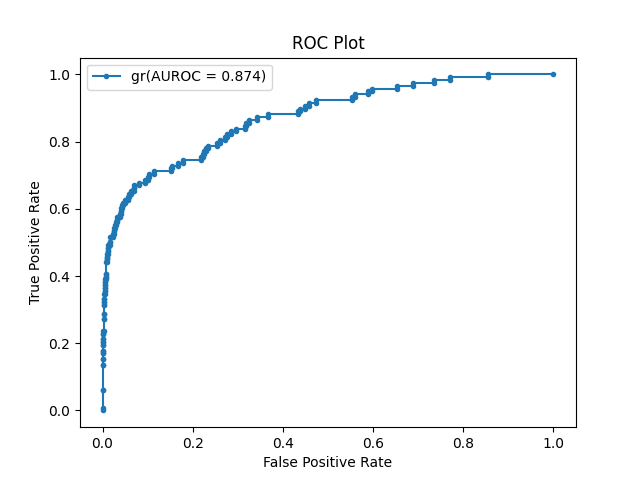 ROC Plot
gr(AUROC = 0.874)
1.0
0.8
0.6
0.4
0.2
0.0
True Positive Rate
0.0 0.2 0.4 0.6 0.8 1.0
False Positive Rate